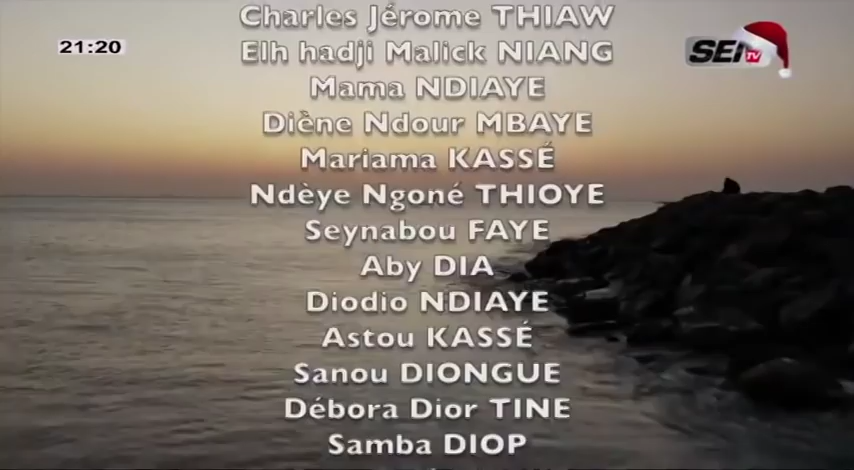 Charles Jérome THIAW
21:20
SEN TV
Elh hadji Malick NIANG
Mama NDIAYE
Diène Ndour MBAYE
Mariama KASSÉ
Ndèye Ngoné THIOYE
Seynabou FAYE
Aby DIA
Diodio NDIAYE
Astou KASSÉ
Sanou DIONGUE
Débora Dior TINE
Samba DIOP